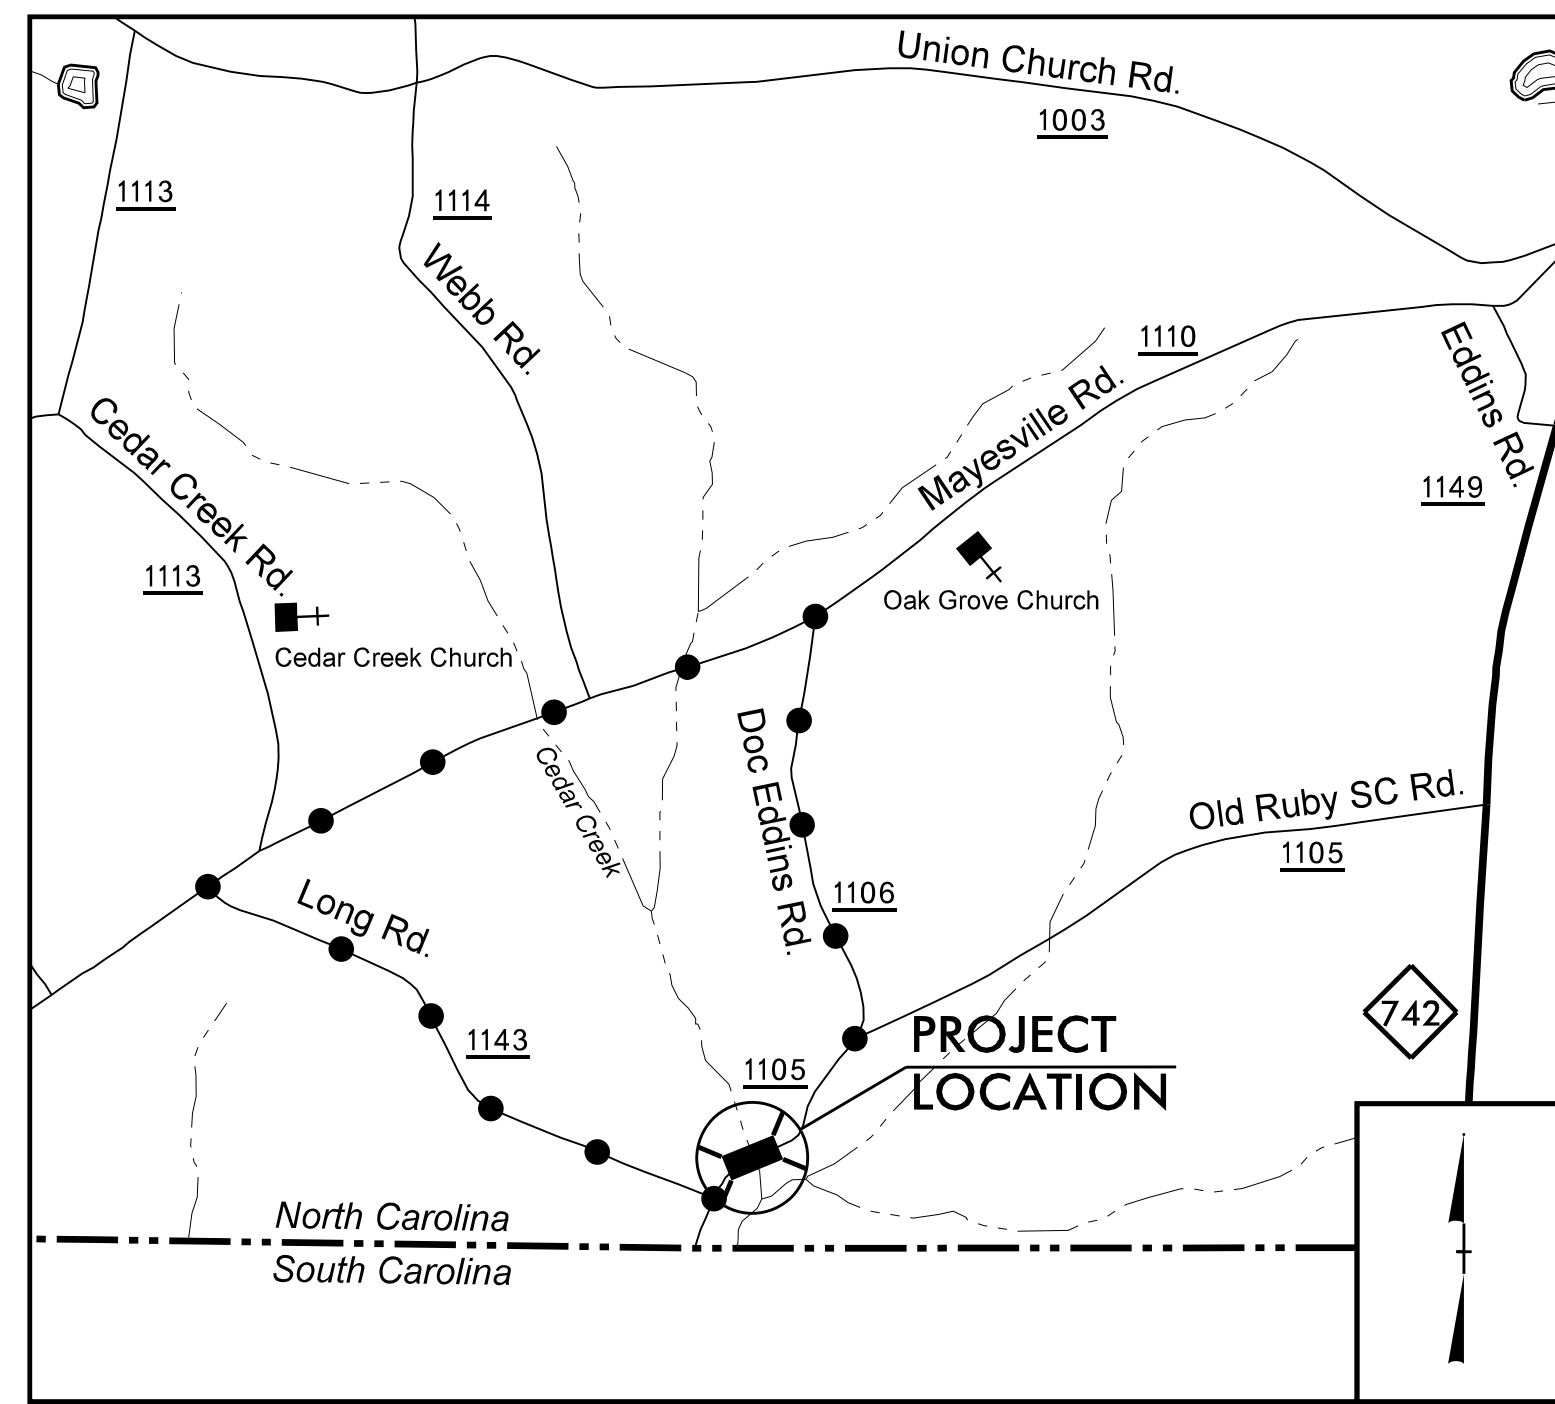 Union Church Rd.
1003
1113
1114
Webb Rd.
1110
Mayesville Rd.
Eddins Rd.
1149
Cedar Creek Rd.
1113
Oak Grove Church
Cedar Creek Church
Cedar Creek
Doc Eddins Rd.
Old Ruby SC Rd.
1105
1106
Long Rd.
1143
742
PROJECT
LOCATION
1105
North Carolina
South Carolina